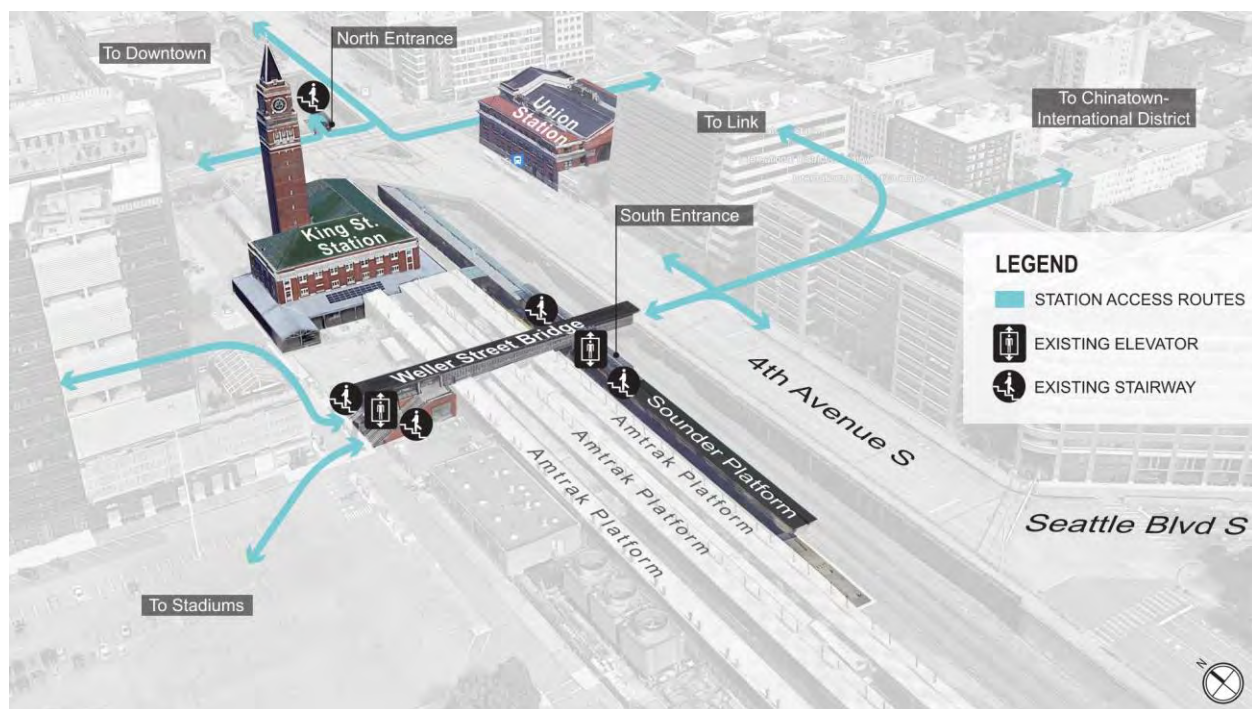 To Downtown
North Entrance
Union
Station
To Link
To Chinatown-
International District
King St.
Station
South Entrance
Weller Street Bridge
LEGEND
STATION ACCESS ROUTES
EXISTING ELEVATOR
EXISTING STAIRWAY
4th Avenue S
Sounder Platform
Amtrak Platform
Amtrak Platform
Amtrak Platform
Seattle Blvd S
To Stadiums
N